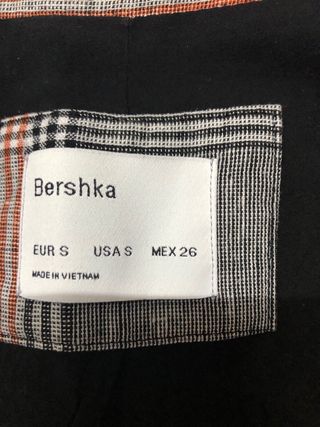 Bershka
EUR S USA S MEX 26
MADE IN VIETNAM